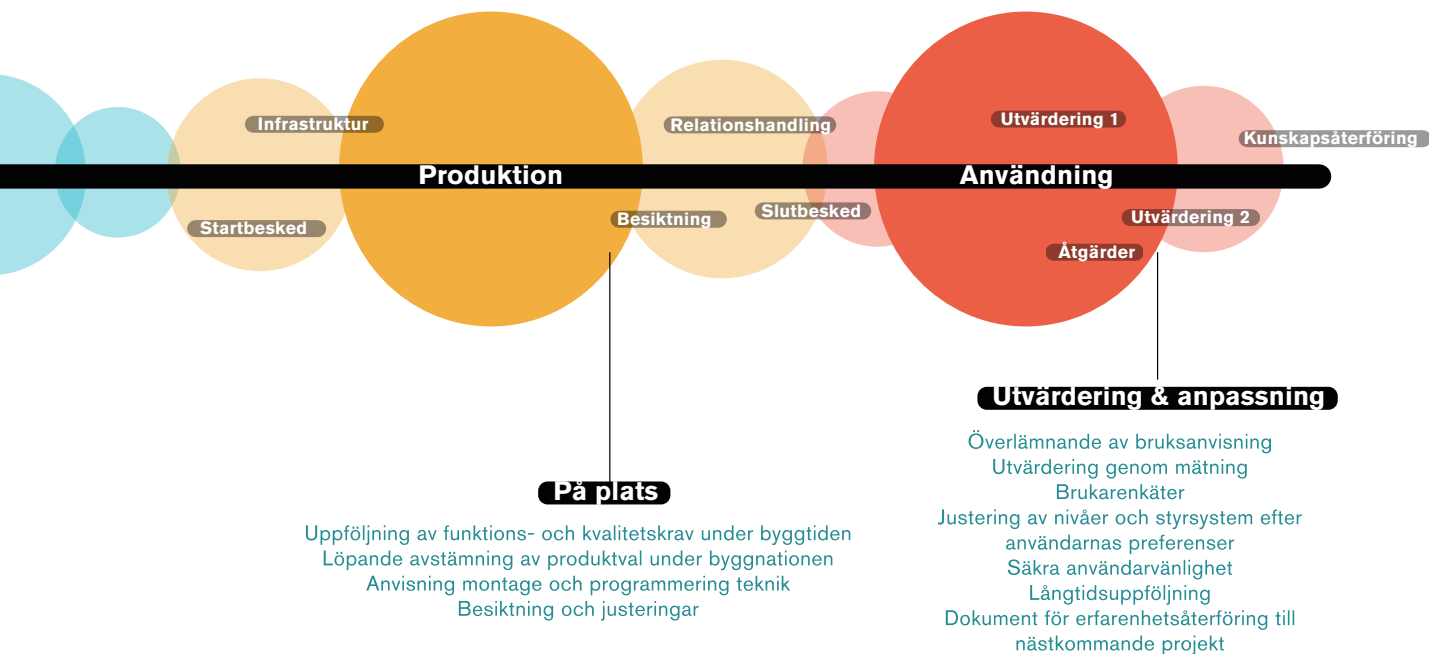 Infrastruktur
Relationshandling
Utvärdering 1
Kunskapsåterföring
Produktion
Användning
Startbesked
Besiktning
Slutbesked
Utvärdering 2
Åtgärder
På plats
Uppföljning av funktions- och kvalitetskrav under byggtiden
Löpande avstämning av produktval under byggnationen
Anvisning montage och programmering teknik
Besiktning och justeringar
Utvärdering & anpassning
Överlämnande av bruksanvisning
Utvärdering genom mätning
Brukarenkäter
Justering av nivåer och styrsystem efter
användarnas preferenser
Säkra användarvänlighet
Långtidsuppföljning
Dokument för erfarenhetsåterföring till
nästkommande projekt